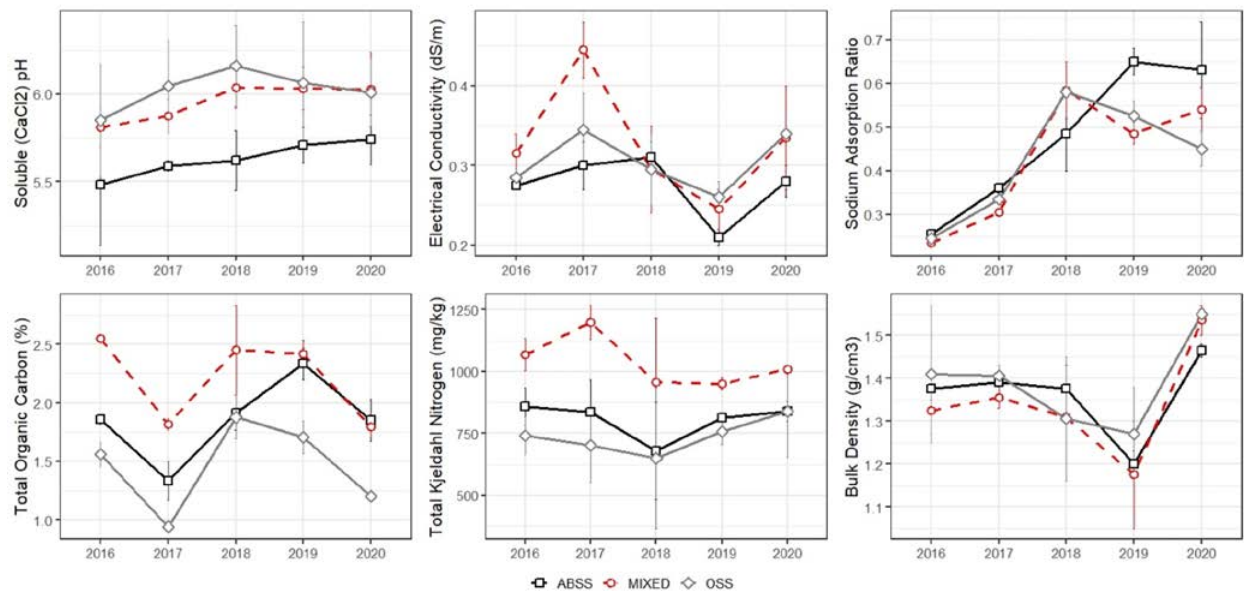 Soluble (CaCl2) pH
6.0
5.5
2016 2017 2018 2019 2020
Electrical Conductivity (dS/m)
0.4
0.3
0.2
2016 2017 2018 2019 2020
Sodium Adsorption Ratio
0.7
0.6
0.5
0.4
0.3
2016 2017 2018 2019 2020
Total Organic Carbon (%)
2.5
2.0
1.5
1.0
2016 2017 2018 2019 2020
Total Kjeldahl Nitrogen (mg/kg)
1250
1000
750
500
2016 2017 2018 2019 2020
Bulk Density (g/cm3)
1.5
1.4
1.3
1.2
1.1
2016 2017 2018 2019 2020
ABSS MIXED OSS